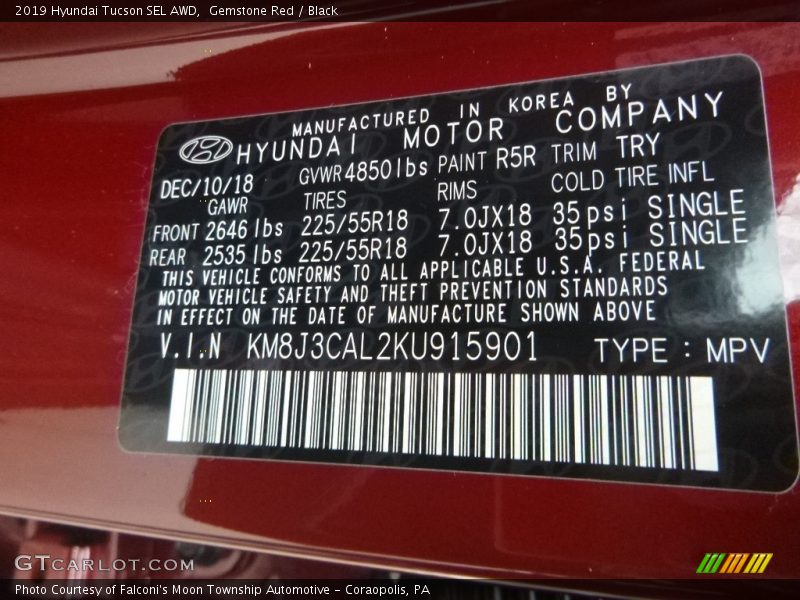 2019 Hyundai Tucson SEL AWD, Gemstone Red / Black
MANUFACTURED IN KOREA BY
HYUNDAI MOTOR COMPANY
DEC/10/18 GVWR 4850lbs PAINT R5R TRIM TRY
GAWR TIRES RIMS COLD TIRE INFL
FRONT 2646 lbs 225/55R18 7.0JX18 35psi SINGLE
REAR 2535 lbs 225/55R18 7.0JX18 35psi SINGLE
THIS VEHICLE CONFORMS TO ALL APPLICABLE U.S.A. FEDERAL
MOTOR VEHICLE SAFETY AND THEFT PREVENTION STANDARDS
IN EFFECT ON THE DATE OF MANUFACTURE SHOWN ABOVE
V.I.N KM8J3CAL2KU915901 TYPE : MPV
GTCARLOT.COM
Photo Courtesy of Falconi's Moon Township Automotive - Coraopolis, PA